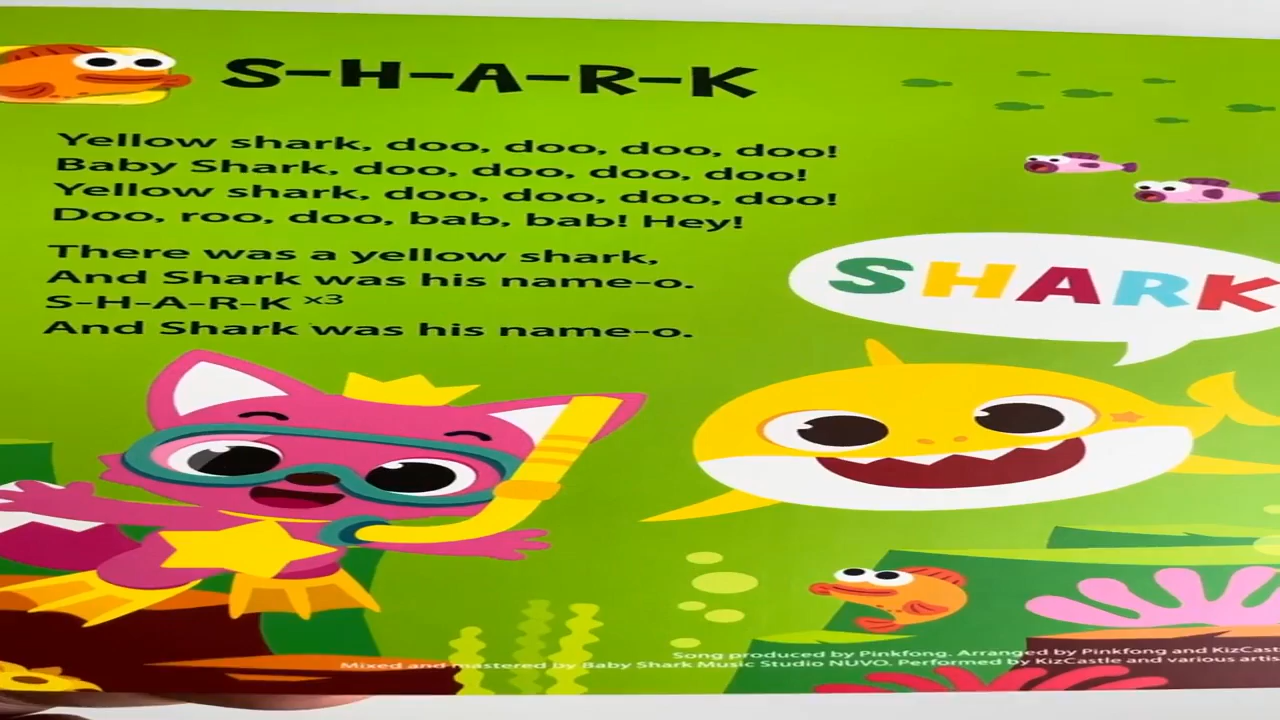 S-H-A-R-K
Yellow shark, doo, doo, doo, doo!
Baby Shark, doo, doo, doo, doo!
Yellow shark, doo, doo, doo, doo!
Doo, roo, doo, bab, bab! Hey!
There was a yellow shark,
And Shark was his name-o.
S-H-A-R-K x3
And Shark was his name-o.
SHARK
Song produced by Pinkfong. Arranged by Pinkfong and
Mixed and mastered by Baby Shark Music Studio NUVO. Performed by KizCastle and various